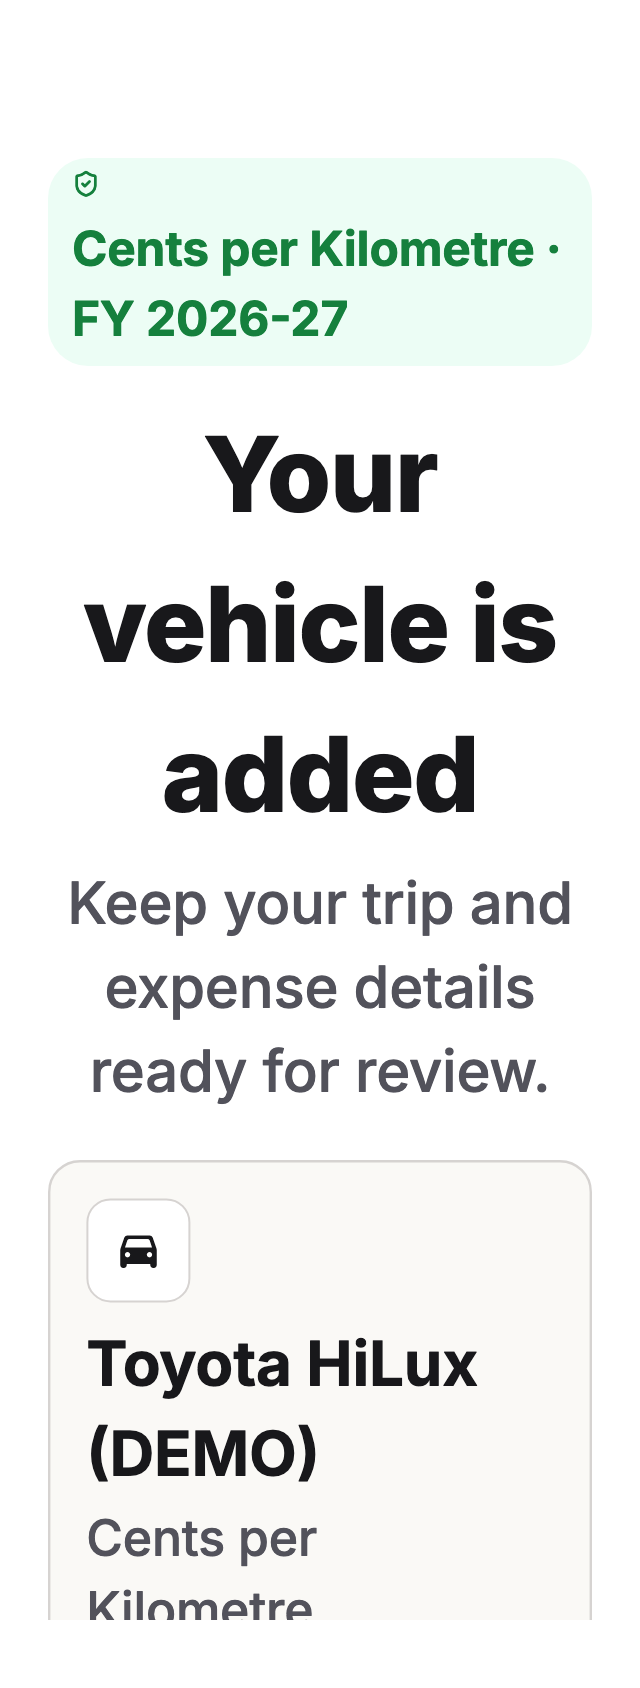 Cents per Kilometre ·
FY 2026-27
Your
vehicle is
added
Keep your trip and
expense details
ready for review.
Toyota HiLux
(DEMO)
Cents per
Kilometre